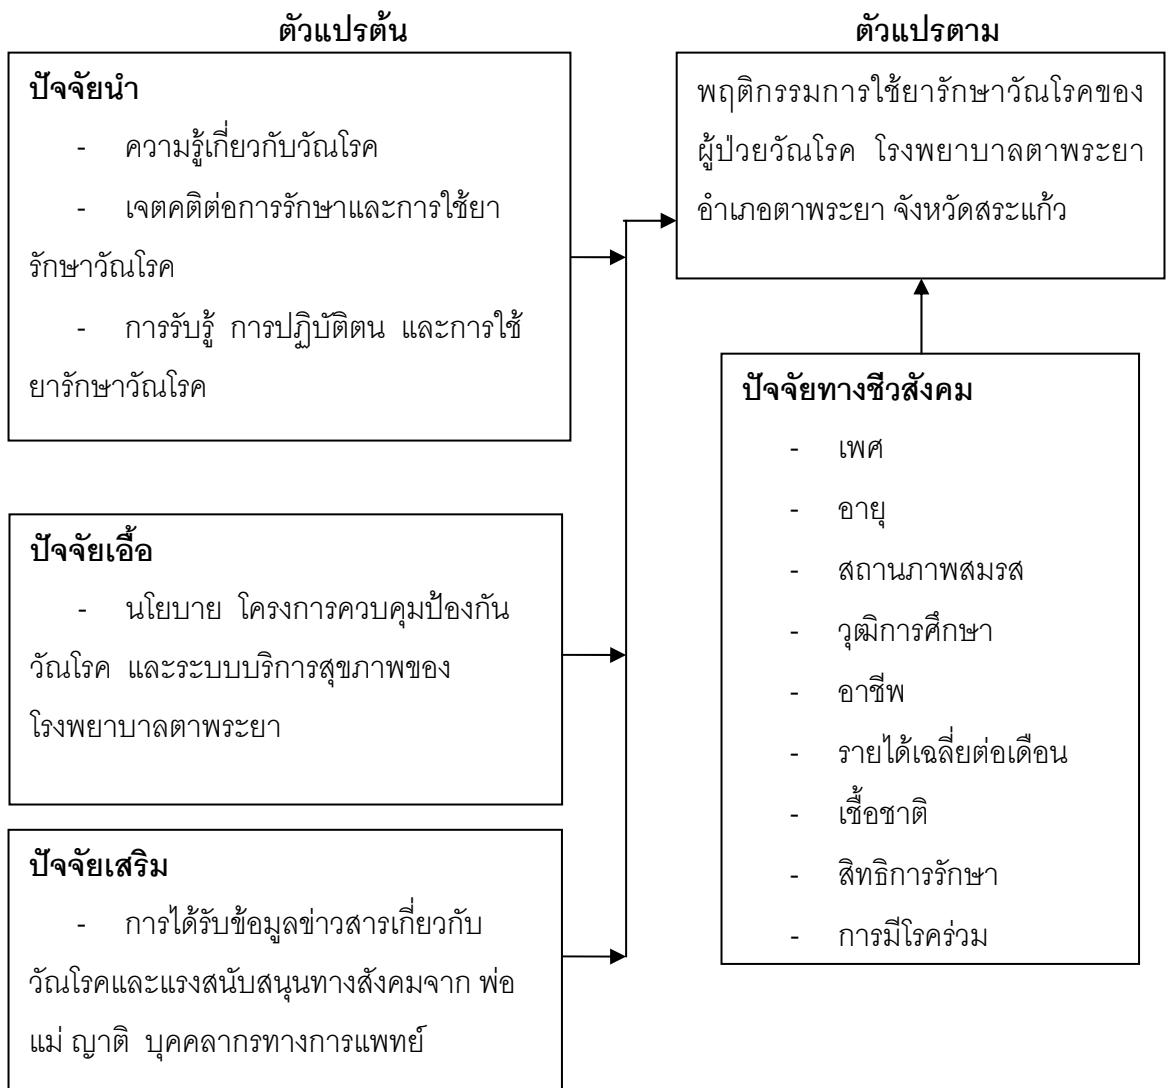 ตัวแปรต้น
ปัจจัยนำ
- ความรู้เกี่ยวกับวัณโรค
- เจตคติต่อการรักษาและการใช้ยา
รักษาวัณโรค
- การรับรู้ การปฏิบัติตน และการใช้
ยารักษาวัณโรค
ปัจจัยเอื้อ
- นโยบาย โครงการควบคุมป้องกัน
วัณโรค และระบบบริการสุขภาพของ
โรงพยาบาลตาพระยา
ปัจจัยเสริม
- การได้รับข้อมูลข่าวสารเกี่ยวกับ
วัณโรคและแรงสนับสนุนทางสังคมจาก พ่อ
แม่ ญาติ บุคคลากรทางการแพทย์
ตัวแปรตาม
พฤติกรรมการใช้ยารักษาวัณโรคของ
ผู้ป่วยวัณโรค โรงพยาบาลตาพระยา
อำเภอตาพระยา จังหวัดสระแก้ว
ปัจจัยทางชีวสังคม
- เพศ
- อายุ
- สถานภาพสมรส
- วุฒิการศึกษา
- อาชีพ
- รายได้เฉลี่ยต่อเดือน
- เชื้อชาติ
- สิทธิการรักษา
- การมีโรคร่วม